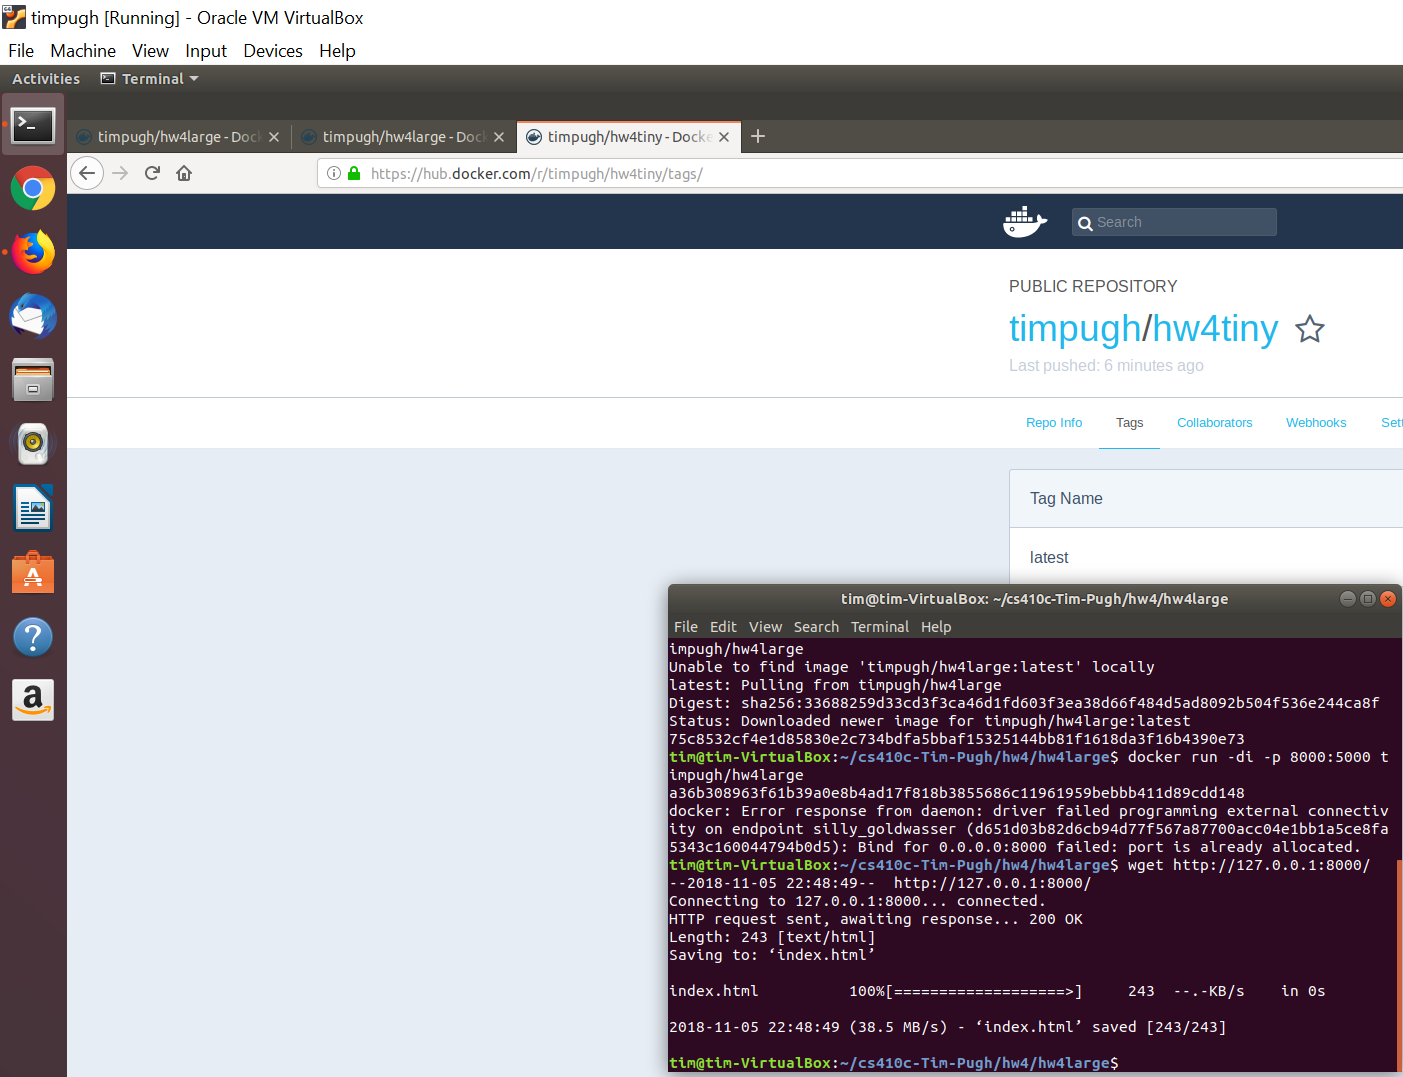 timpugh [Running] - Oracle VM VirtualBox
File Machine View Input Devices Help
Activities Terminal
timpugh/hw4large - Dock
timpugh/hw4large - Dock
timpugh/hw4tiny - Docke
https://hub.docker.com/r/timpugh/hw4tiny/tags/
Search
PUBLIC REPOSITORY
timpugh/hw4tiny
Last pushed: 6 minutes ago
Repo Info Tags Collaborators Webhooks Sett
Tag Name
latest
tim@tim-VirtualBox: ~/cs410c-Tim-Pugh/hw4/hw4large
File Edit View Search Terminal Help
impugh/hw4large
Unable to find image 'timpugh/hw4large:latest' locally
latest: Pulling from timpugh/hw4large
Digest: sha256:33688259d33cd3f3ca46d1fd603f3ea38d66f484d5ad8092b504f536e244ca8f
Status: Downloaded newer image for timpugh/hw4large:latest
75c8532cf4e1d85830e2c734bdfa5bbaf15325144bb81f1618da3f16b4390e73
tim@tim-VirtualBox:~/cs410c-Tim-Pugh/hw4/hw4large$ docker run -di -p 8000:5000 t
impugh/hw4large
a36b308963f61b39a0e8b4ad17f818b3855686c11961959bebbb411d89cdd148
docker: Error response from daemon: driver failed programming external connectiv
ity on endpoint silly_goldwasser (d651d03b82d6cb94d77f567a87700acc04e1bb1a5ce8fa
5343c160044794b0d5): Bind for 0.0.0.0:8000 failed: port is already allocated.
tim@tim-VirtualBox:~/cs410c-Tim-Pugh/hw4/hw4large$ wget http://127.0.0.1:8000/
--2018-11-05 22:48:49--  http://127.0.0.1:8000/
Connecting to 127.0.0.1:8000... connected.
HTTP request sent, awaiting response... 200 OK
Length: 243 [text/html]
Saving to: ‘index.html’
index.html          100%[===================>]     243  --.-KB/s    in 0s
2018-11-05 22:48:49 (38.5 MB/s) - ‘index.html’ saved [243/243]
tim@tim-VirtualBox:~/cs410c-Tim-Pugh/hw4/hw4large$